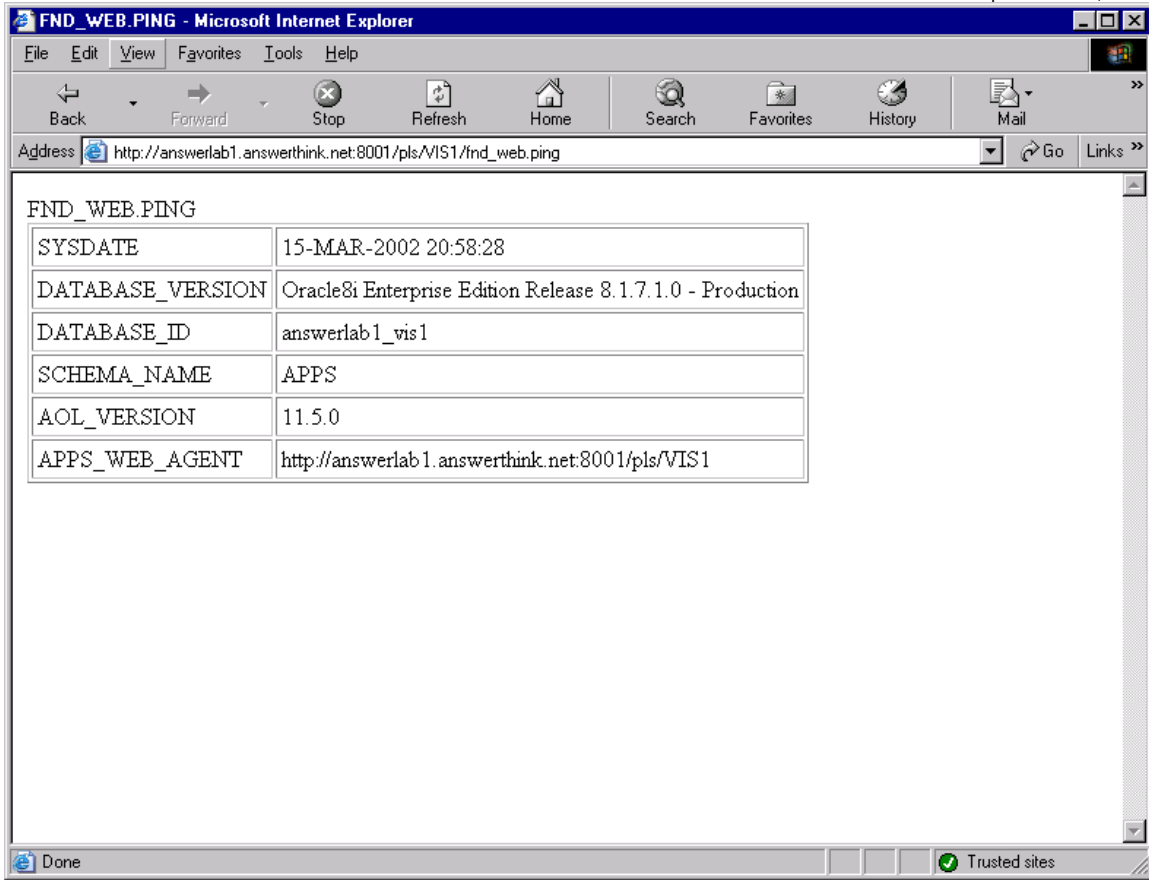 FND_WEB.PING - Microsoft Internet Explorer
File Edit View Favorites Tools Help
Back Forward Stop Refresh Home Search Favorites History Mail »
Address http://answerlab1.answerthink.net:8001/pls/VIS1/fnd_web.ping Go Links »
FND_WEB.PING
SYSDATE 15-MAR-2002 20:58:28
DATABASE_VERSION Oracle8i Enterprise Edition Release 8.1.7.1.0 - Production
DATABASE_ID answerlab1_vis1
SCHEMA_NAME APPS
AOL_VERSION 11.5.0
APPS_WEB_AGENT http://answerlab1.answerthink.net:8001/pls/VIS1
Done Trusted sites